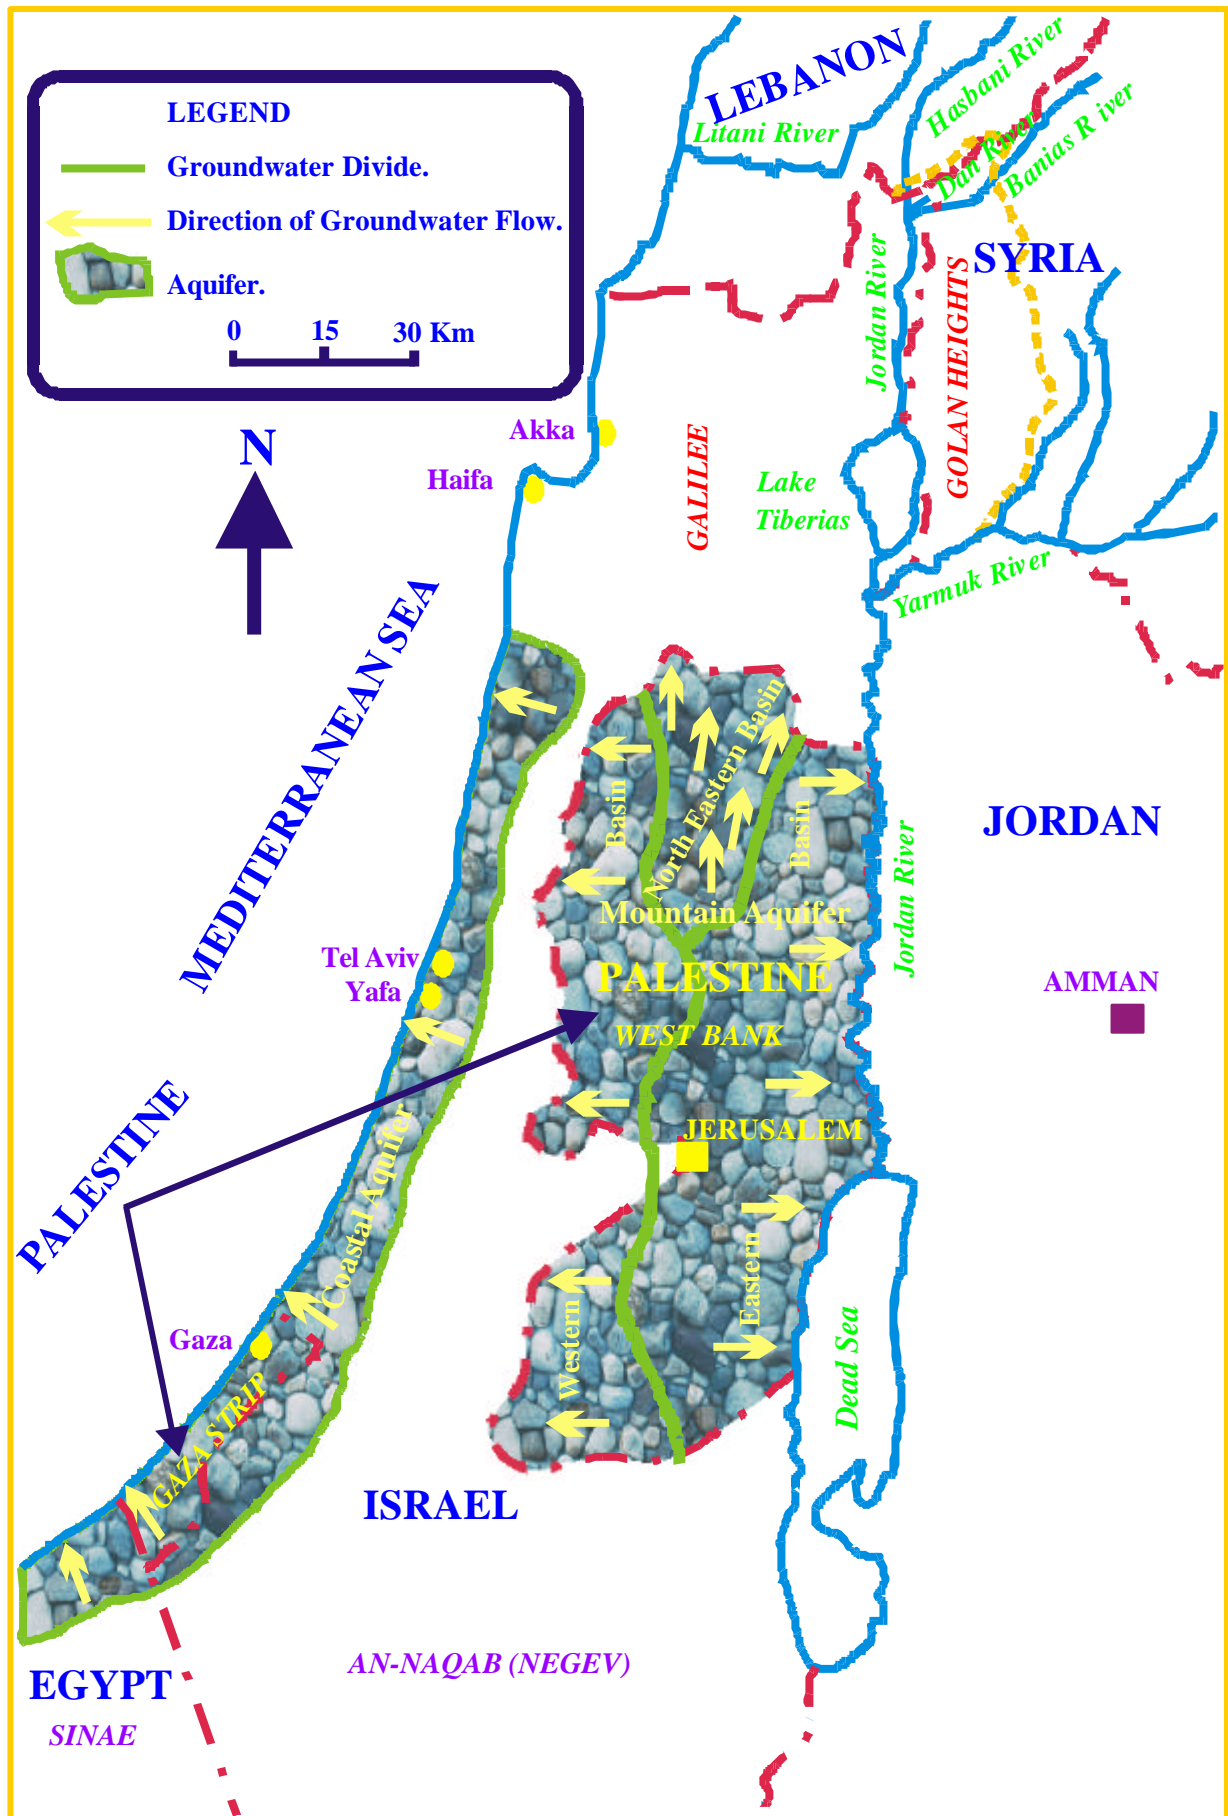 LEBANON
Hasbani River
Litani River
Dan River
Banias R iver
LEGEND
Groundwater Divide.
Direction of Groundwater Flow.
Aquifer.
0 15 30 Km
SYRIA
Jordan River
GOLAN HEIGHTS
N
Akka
Haifa
GALILEE
Lake
Tiberias
Yarmuk River
MEDITERRANEAN SEA
Basin
North Eastern Basin
Basin
JORDAN
Jordan River
Mountain Aquifer
Tel Aviv
Yafa
PALESTINE
WEST BANK
AMMAN
PALESTINE
Coastal Aquifer
JERUSALEM
Gaza
GAZA S TRIP
Western
Eastern
Dead Sea
ISRAEL
EGYPT
SINAE
AN-NAQAB (NEGEV)